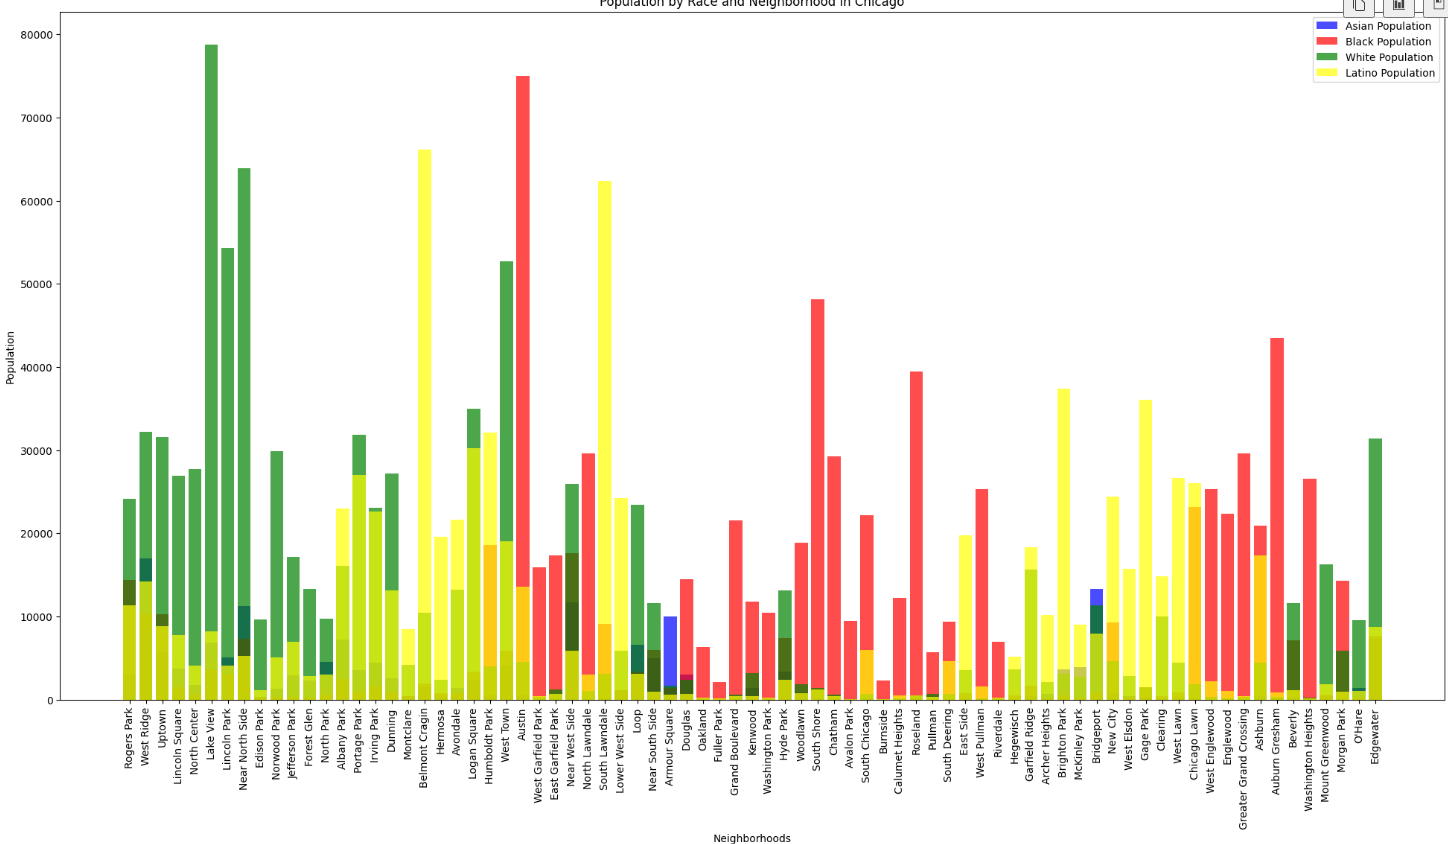 Population by Race and Neighborhood in Chicago
Asian Population
Black Population
White Population
Latino Population
80000
70000
60000
50000
40000
30000
20000
10000
0
Population
Rogers Park
West Ridge
Uptown
Lincoln Square
North Center
Lake View
Lincoln Park
Near North Side
Edison Park
Norwood Park
Jefferson Park
Forest Glen
North Park
Albany Park
Portage Park
Irving Park
Dunning
Montclare
Belmont Cragin
Hermosa
Avondale
Logan Square
Humboldt Park
West Town
Austin
West Garfield Park
East Garfield Park
Near West Side
North Lawndale
South Lawndale
Lower West Side
Loop
Near South Side
Armour Square
Douglas
Oakland
Fuller Park
Grand Boulevard
Kenwood
Washington Park
Hyde Park
Woodlawn
South Shore
Chatham
Avalon Park
South Chicago
Burnside
Calumet Heights
Roseland
Pullman
South Deering
East Side
West Pullman
Riverdale
Hegewisch
Garfield Ridge
Archer Heights
Brighton Park
McKinley Park
Bridgeport
New City
West Elsdon
Gage Park
Clearing
West Lawn
Chicago Lawn
West Englewood
Englewood
Greater Grand Crossing
Ashburn
Auburn Gresham
Beverly
Washington Heights
Mount Greenwood
Morgan Park
O'Hare
Edgewater
Neighborhoods